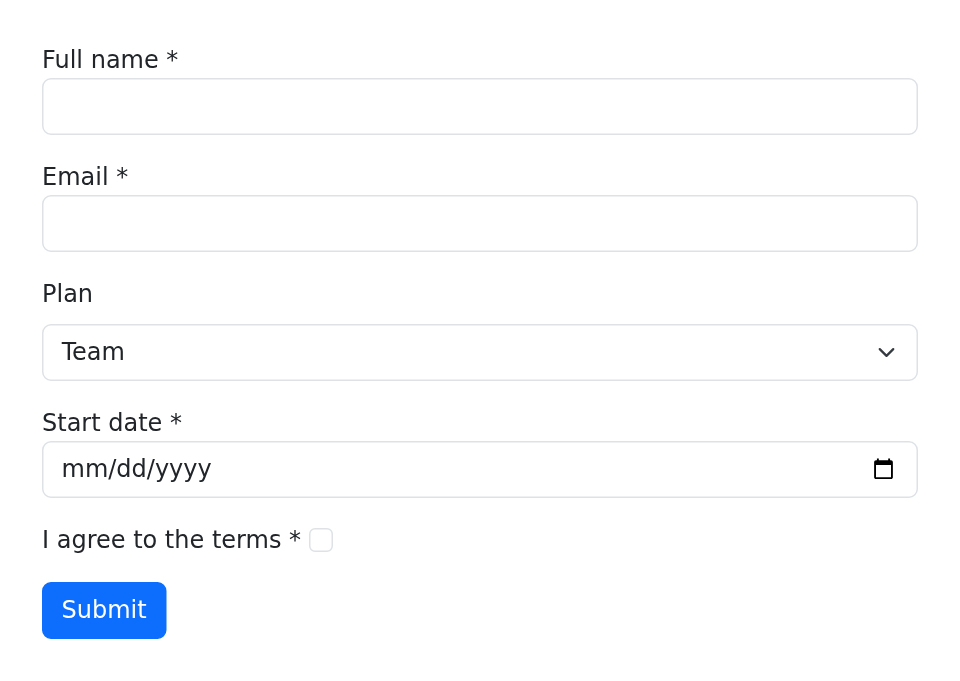 Full name *
Email *
Plan
Team
Start date *
mm/dd/yyyy
I agree to the terms *
Submit